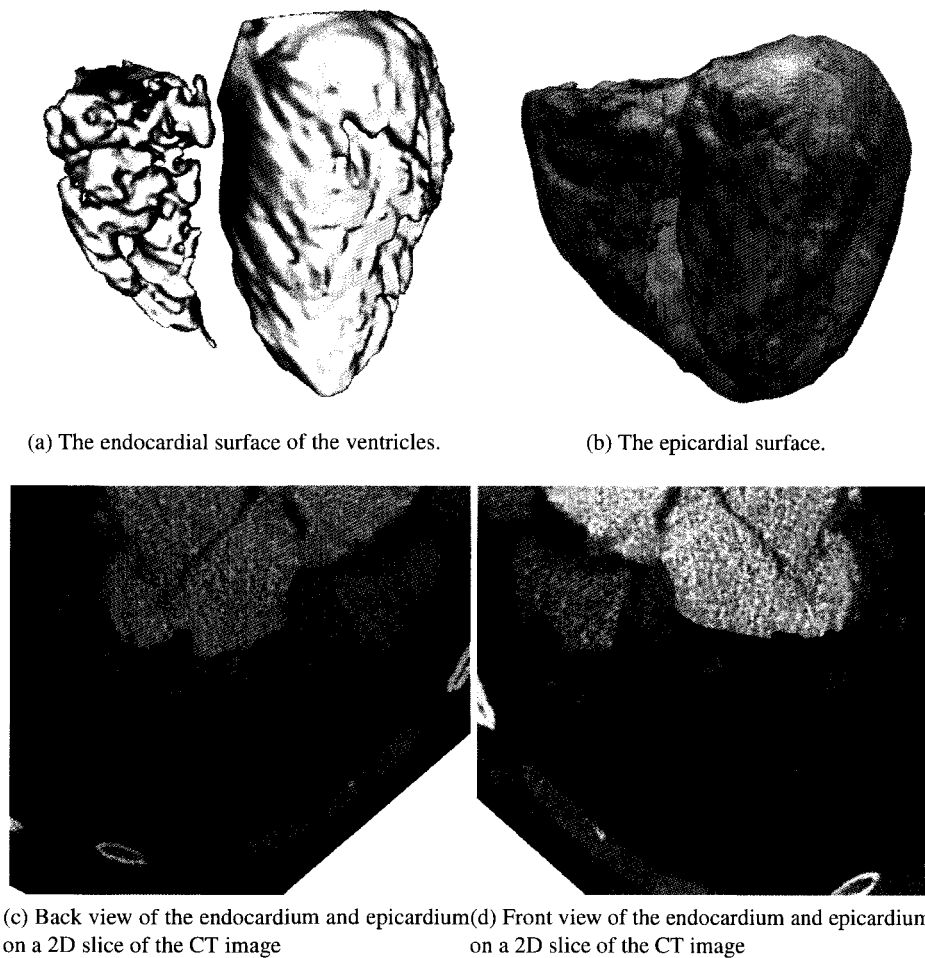 (a) The endocardial surface of the ventricles.
(b) The epicardial surface.
(c) Back view of the endocardium and epicardium
on a 2D slice of the CT image
(d) Front view of the endocardium and epicardium
on a 2D slice of the CT image